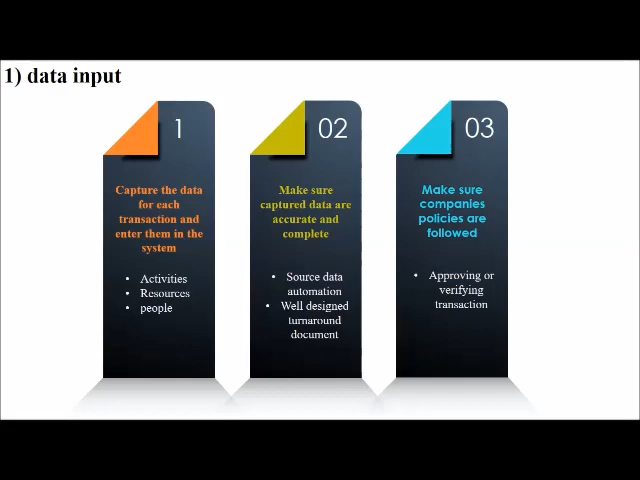 1) data input
1
Capture the data
for each
transaction and
enter them in the
system
• Activities
• Resources
• people
02
Make sure
captured data are
accurate and
complete
• Source data
automation
• Well designed
turnaround
document
03
Make sure
companies
policies are
followed
• Approving or
verifying
transaction